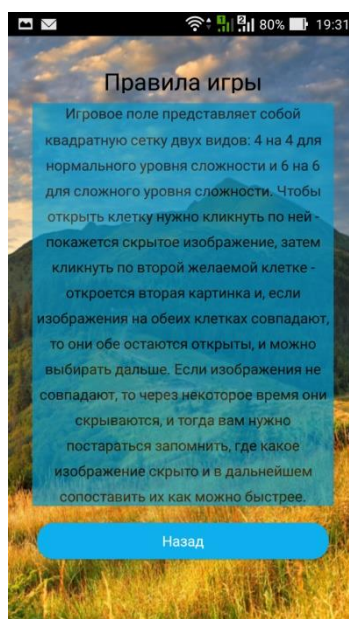 80% 19:31
Правила игры
Игровое поле представляет собой
квадратную сетку двух видов: 4 на 4 для
нормального уровня сложности и 6 на 6
для сложного уровня сложности. Чтобы
открыть клетку нужно кликнуть по ней -
покажется скрытое изображение, затем
кликнуть по второй желаемой клетке -
откроется вторая картинка и, если
изображения на обеих клетках совпадают,
то они обе остаются открыты, и можно
выбирать дальше. Если изображения не
совпадают, то через некоторое время они
скрываются, и тогда вам нужно
постараться запомнить, где какое
изображение скрыто и в дальнейшем
сопоставить их как можно быстрее.
Назад